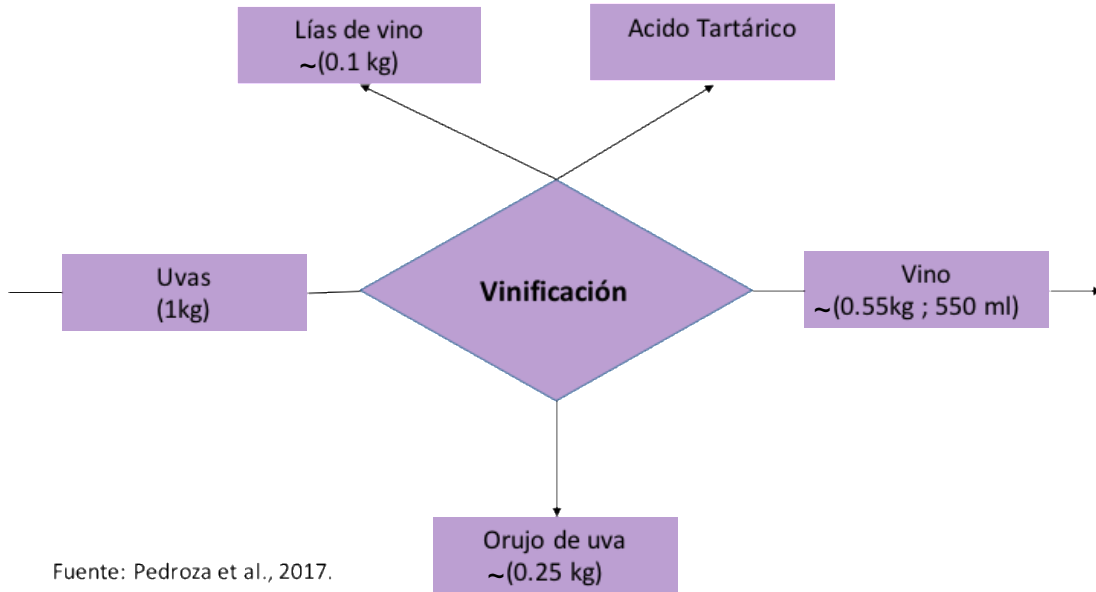 Lías de vino
~(0.1 kg)
Acido Tartárico
Uvas
(1kg)
Vinificación
Vino
~(0.55kg ; 550 ml)
Orujo de uva
~(0.25 kg)
Fuente: Pedroza et al., 2017.